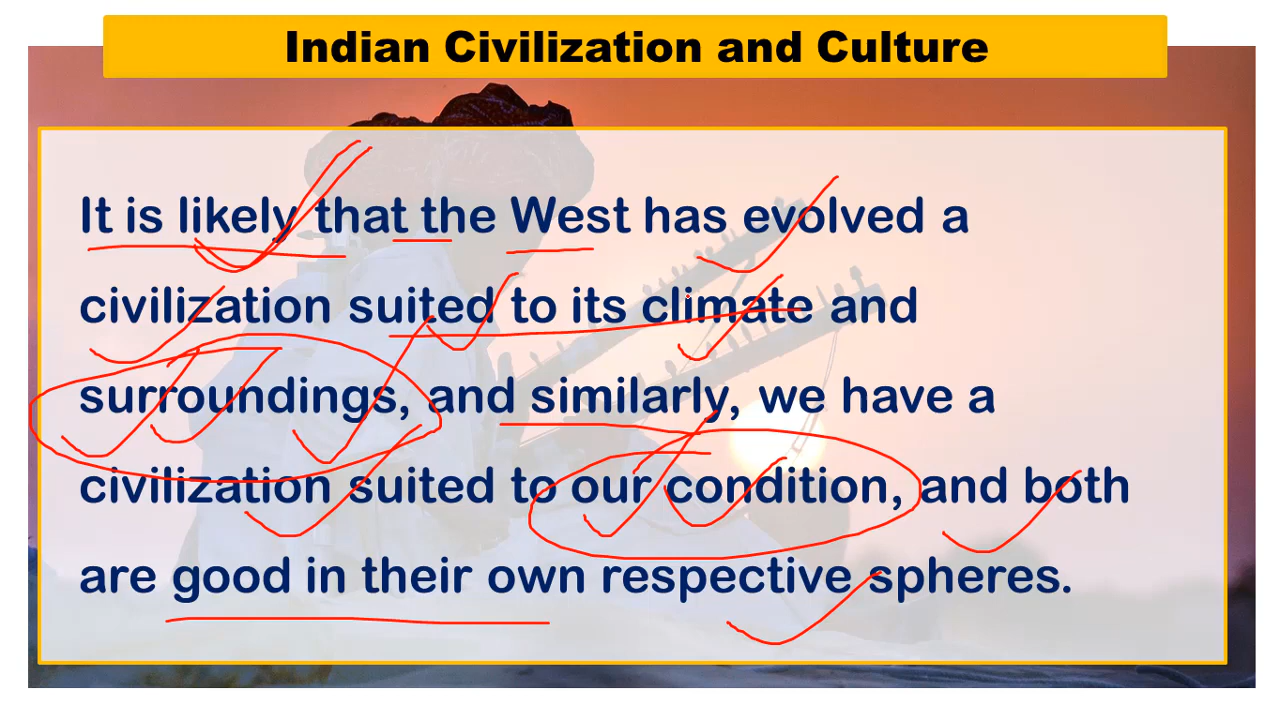 Indian Civilization and Culture
It is likely that the West has evolved a
civilization suited to its climate and
surroundings, and similarly, we have a
civilization suited to our condition, and both
are good in their own respective spheres.